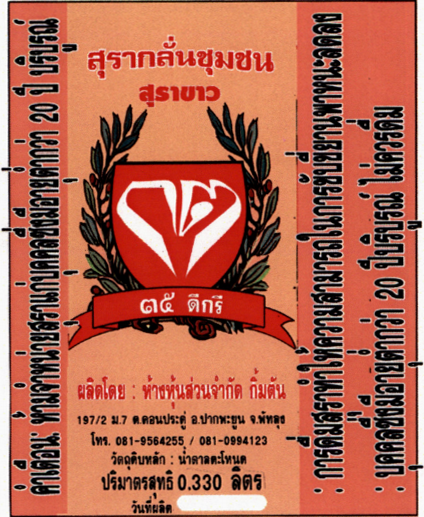 คำเตือน: ห้ามจำหน่ายสุราแก่บุคคลซึ่งมีอายุต่ำกว่า 20 ปี บริบูรณ์
สุรากลั่นชุมชน
สุราขาว
๓๕ ดีกรี
ผลิตโดย : ห้างหุ้นส่วนจำกัด กิ้มตัน
197/2 ม.7 ต.ดอนประดู่ อ.ปากพะยูน จ.พัทลุง
โทร. 081-9564255 / 081-0994123
วัตถุดิบหลัก : น้ำตาลตะโหนด
ปริมาตรสุทธิ 0.330 ลิตร
วันที่ผลิต
: การดื่มสุราทำให้ความสามารถในการขับขี่ยานพาหนะลดลง
: บุคคลซึ่งมีอายุต่ำกว่า 20 ปีบริบูรณ์ ไม่ควรดื่ม